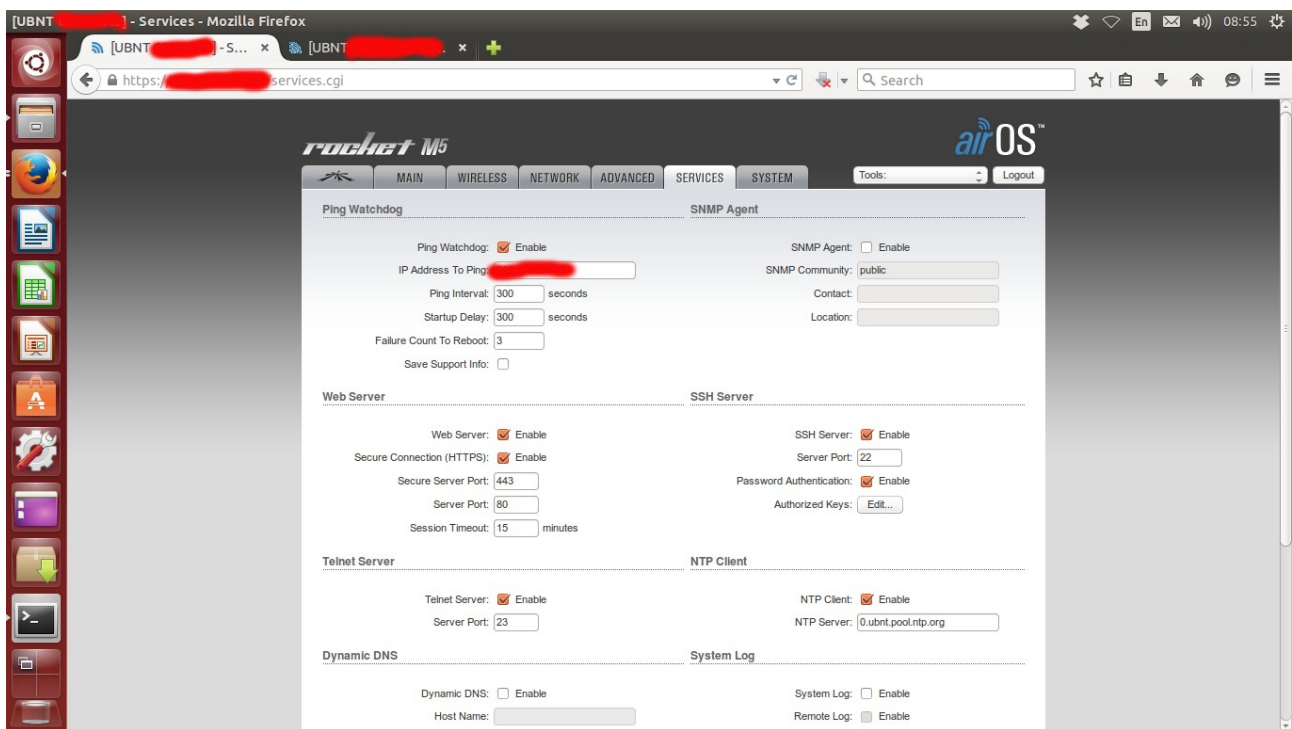 [UBNT ] - Services - Mozilla Firefox
En 08:55
[UBNT ] - S... × [UBNT . ×
https:/ services.cgi Search
rocket M5 airOS™
MAIN WIRELESS NETWORK ADVANCED SERVICES SYSTEM Tools: Logout
Ping Watchdog SNMP Agent
Ping Watchdog: Enable SNMP Agent: Enable
IP Address To Ping: SNMP Community: public
Ping Interval: 300 seconds Contact:
Startup Delay: 300 seconds Location:
Failure Count To Reboot: 3
Save Support Info:
Web Server SSH Server
Web Server: Enable SSH Server: Enable
Secure Connection (HTTPS): Enable Server Port: 22
Secure Server Port: 443 Password Authentication: Enable
Server Port: 80 Authorized Keys: Edit...
Session Timeout: 15 minutes
Telnet Server NTP Client
Telnet Server: Enable NTP Client: Enable
Server Port: 23 NTP Server: 0.ubnt.pool.ntp.org
Dynamic DNS System Log
Dynamic DNS: Enable System Log: Enable
Host Name: Remote Log: Enable